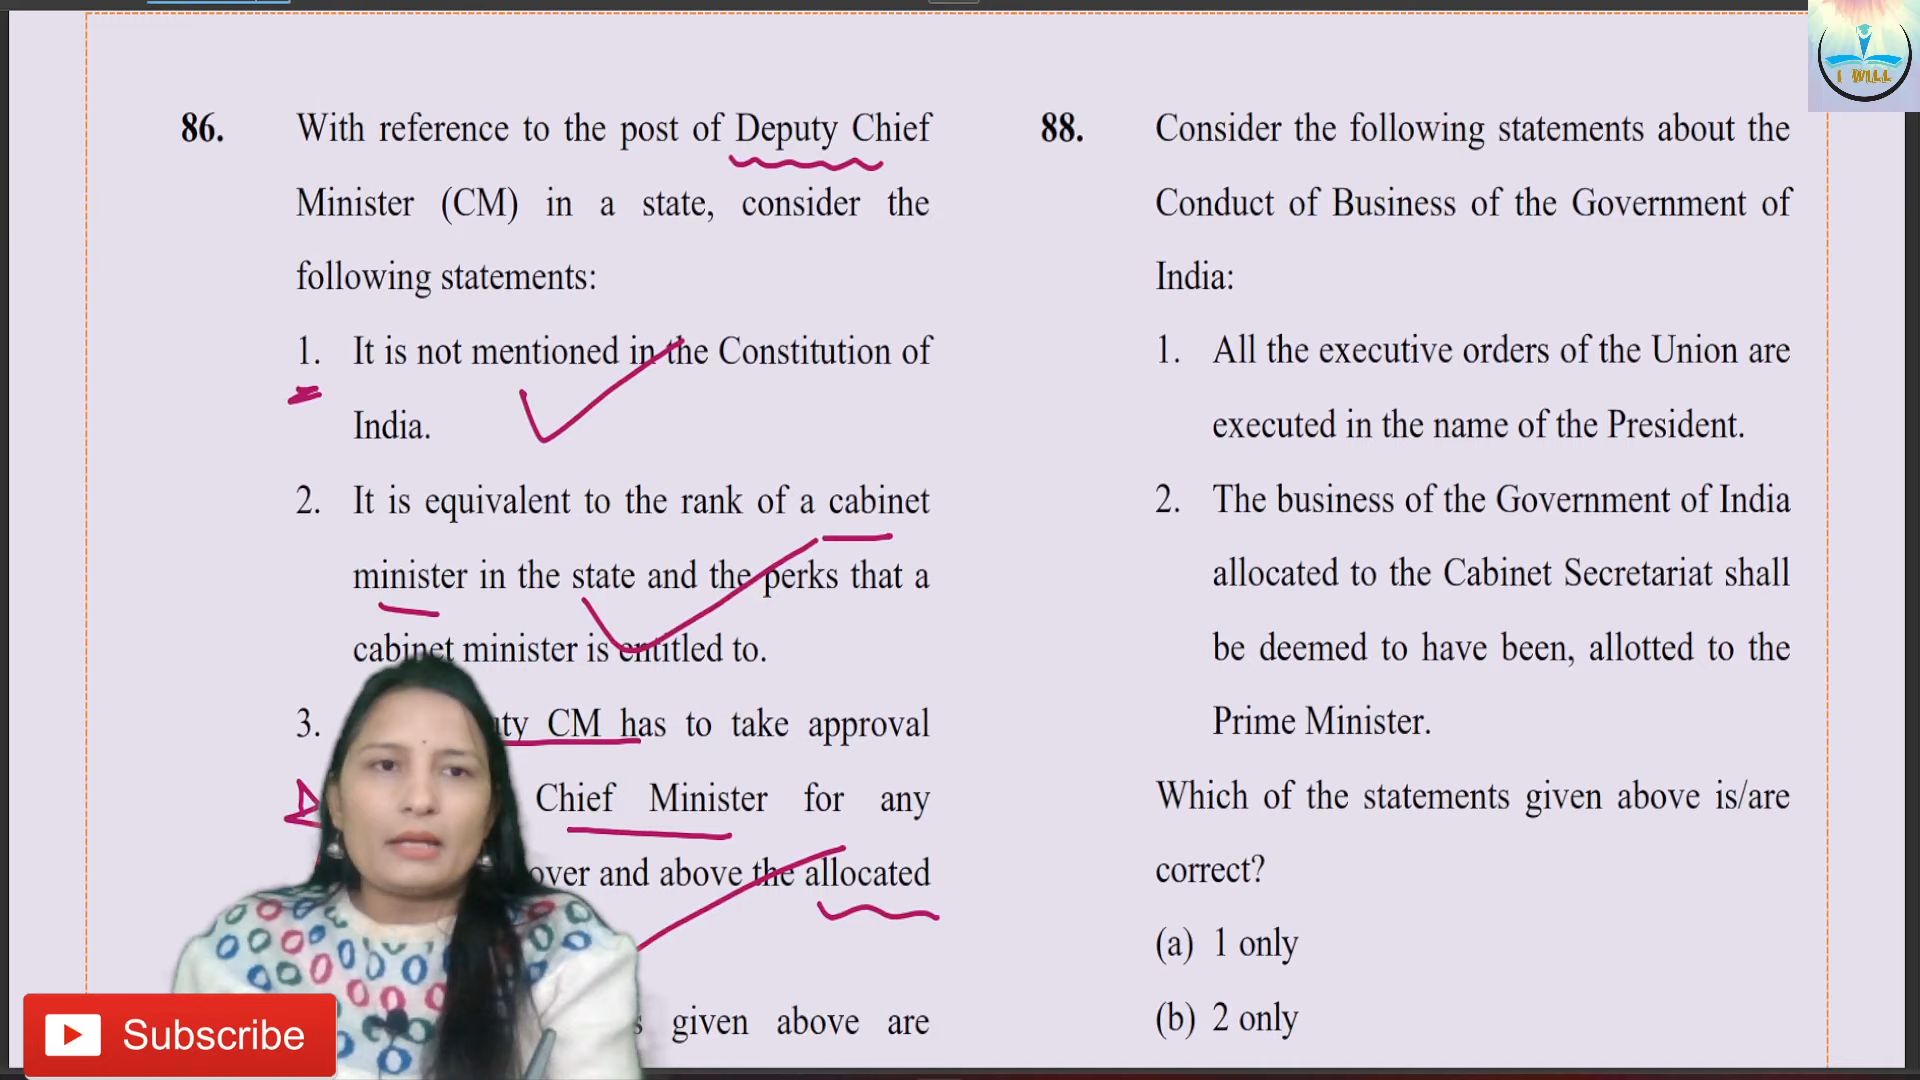 86. With reference to the post of Deputy Chief
Minister (CM) in a state, consider the
following statements:
1. It is not mentioned in the Constitution of
India.
2. It is equivalent to the rank of a cabinet
minister in the state and the perks that a
cabinet minister is entitled to.
3. CM has to take approval
Chief Minister for any
over and above the allocated
given above are
88. Consider the following statements about the
Conduct of Business of the Government of
India:
1. All the executive orders of the Union are
executed in the name of the President.
2. The business of the Government of India
allocated to the Cabinet Secretariat shall
be deemed to have been, allotted to the
Prime Minister.
Which of the statements given above is/are
correct?
(a) 1 only
(b) 2 only
I WILL
Subscribe